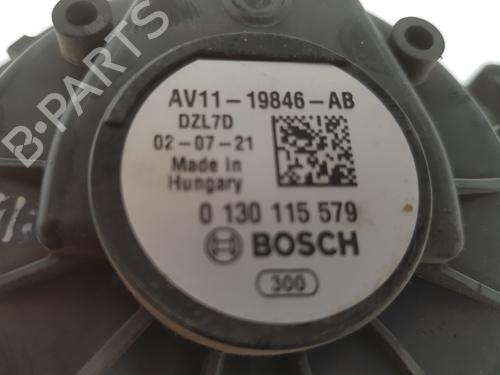 B-PARTS
AV11-19846-AB
DZL7D
02-07-21
Made in
Hungary
0 130 115 579
BOSCH
300